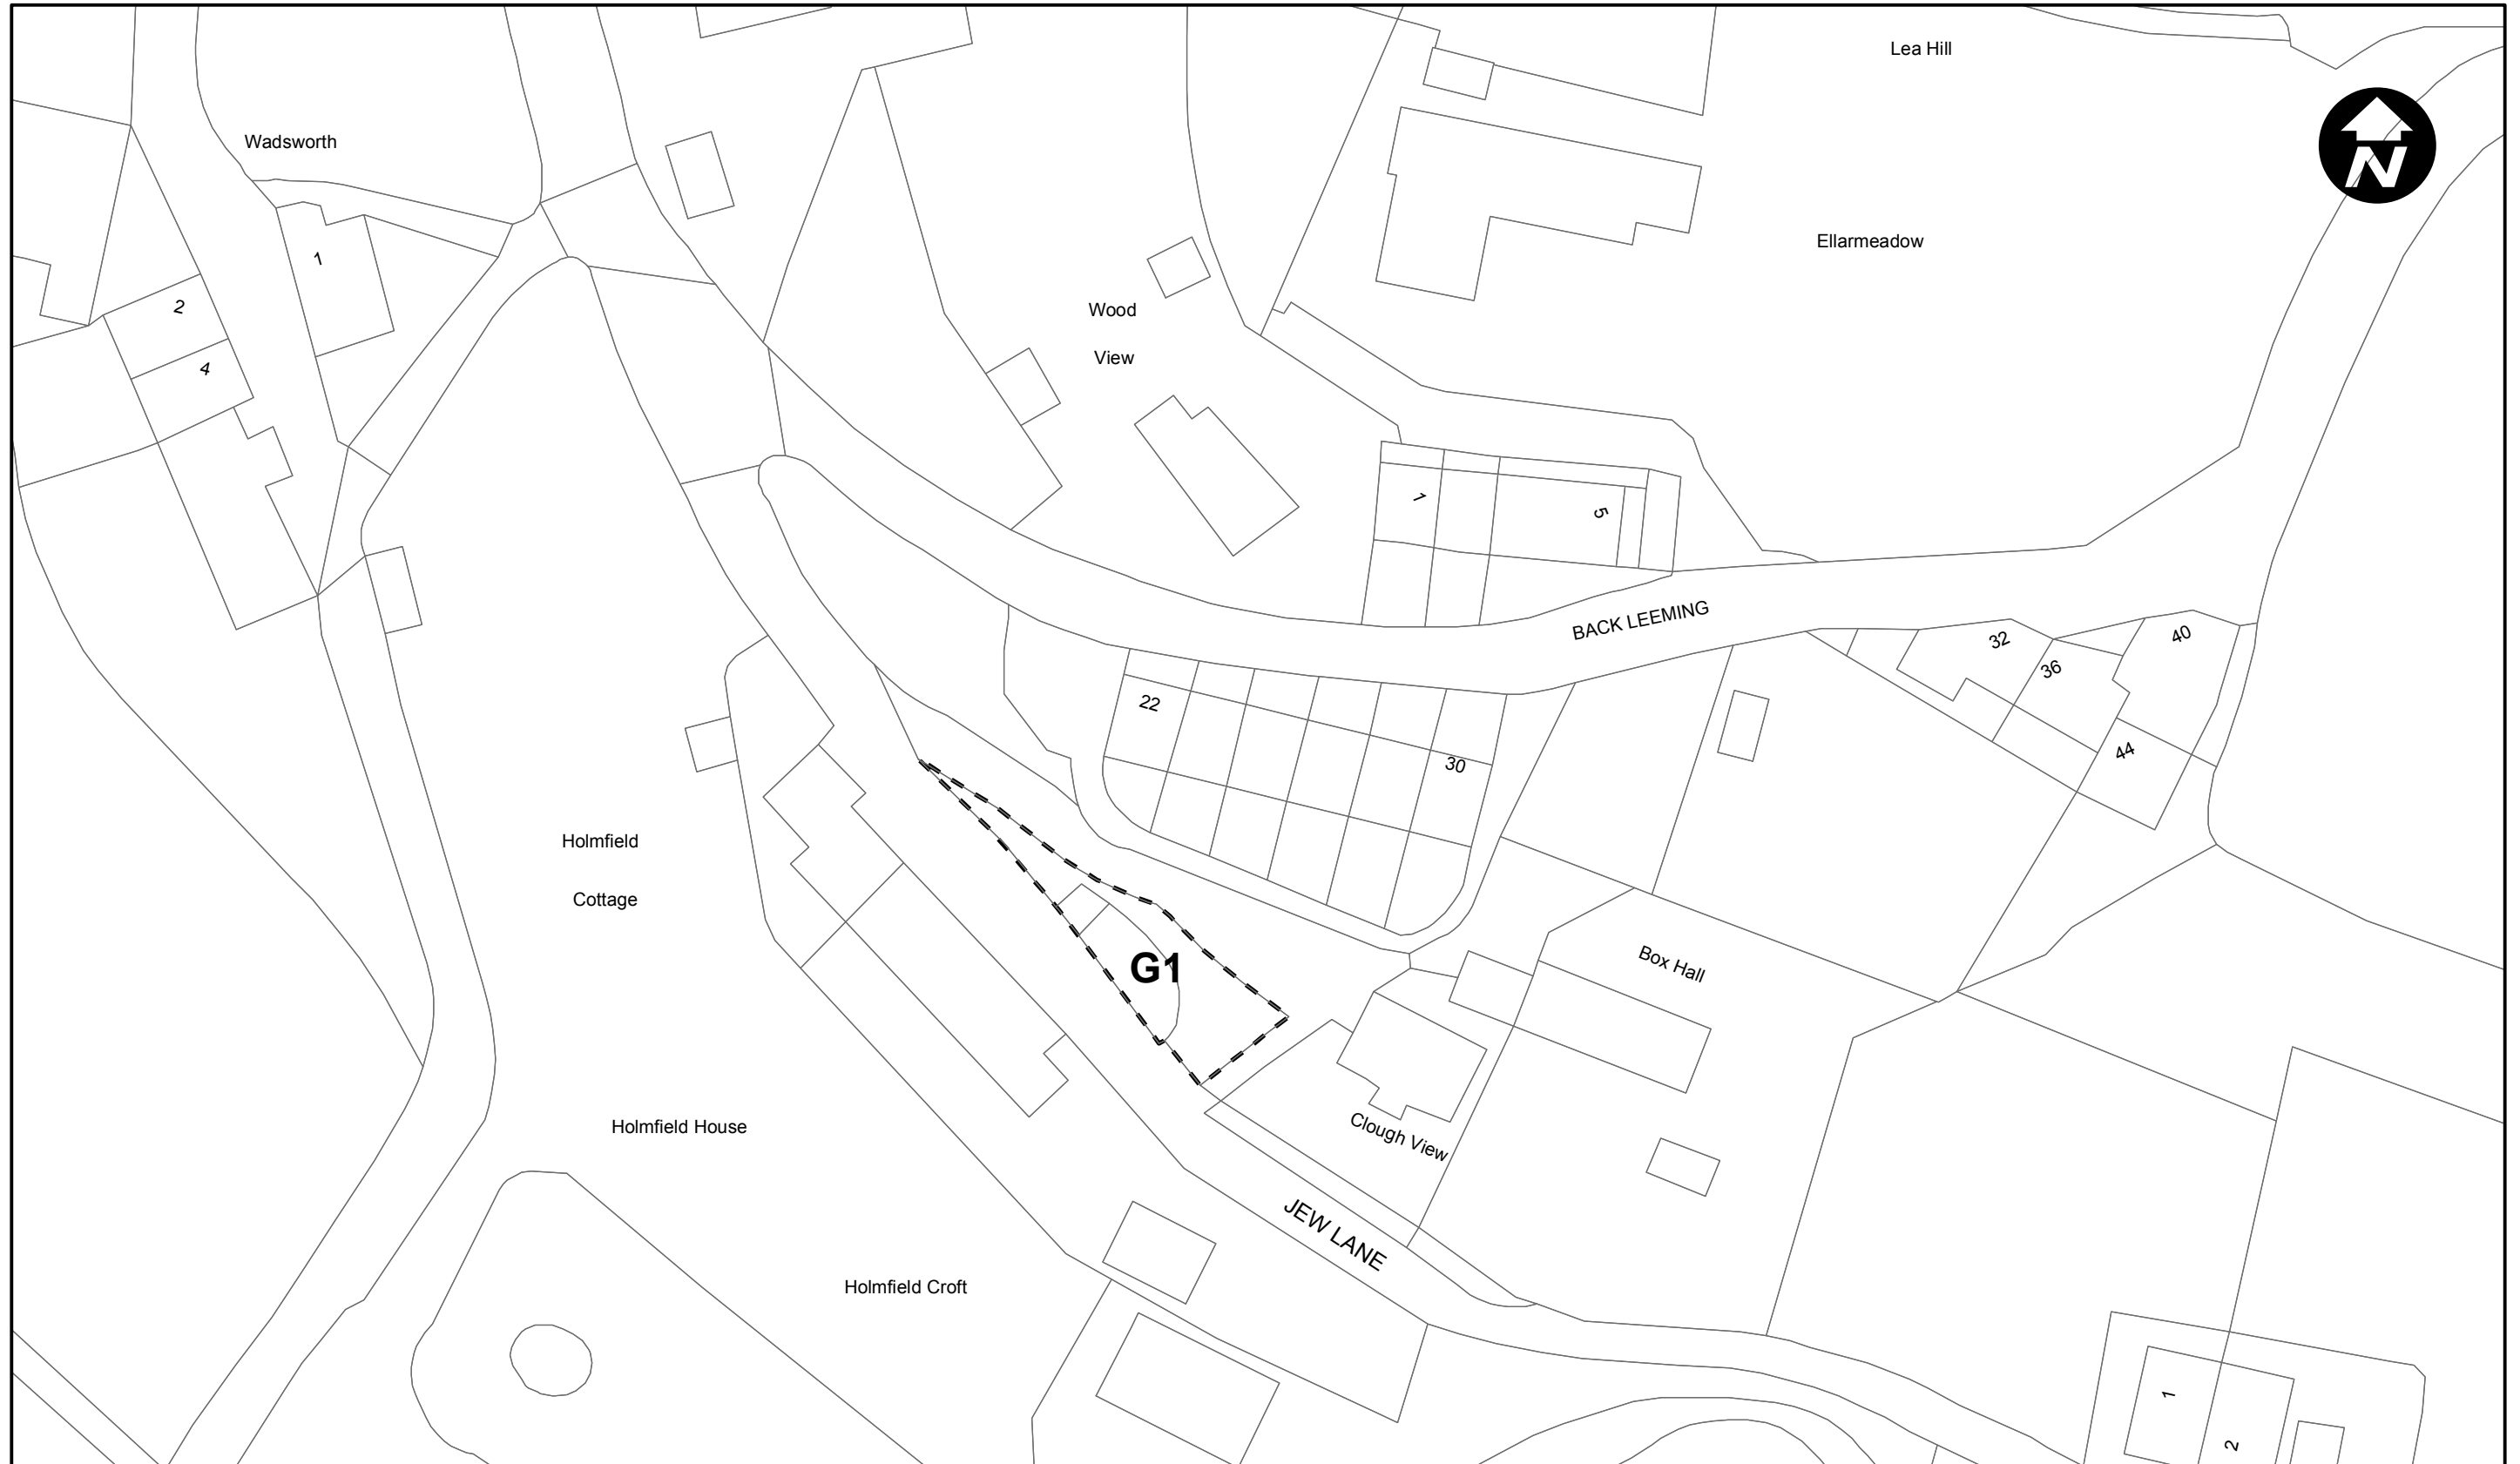 Lea Hill
Wadsworth
N
Ellarmeadow
1
2
Wood
View
4
1
5
BACK LEEMING
32
40
36
22
44
30
Holmfield
Cottage
G1
Box Hall
Holmfield House
Clough View
JEW LANE
Holmfield Croft
1
2